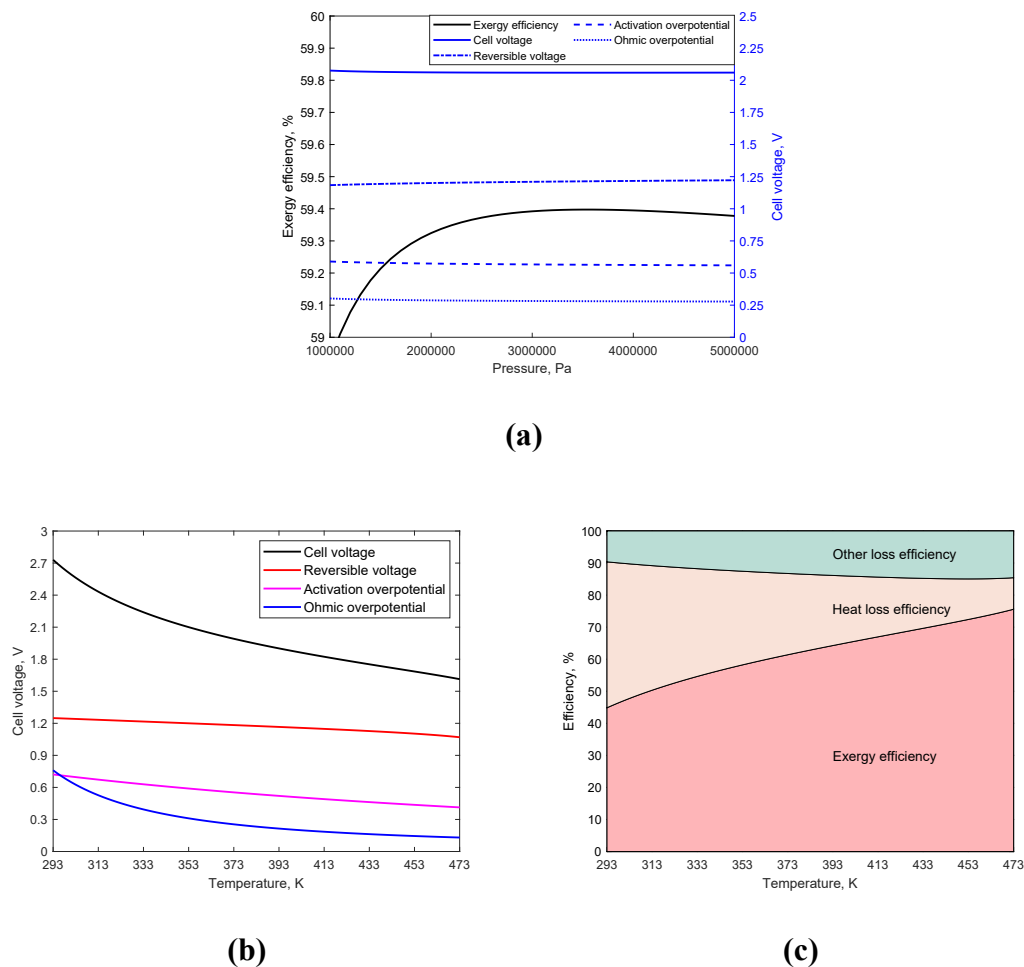 60
59.9
59.8
59.7
59.6
59.5
59.4
59.3
59.2
59.1
59
Exergy efficiency, %
Exergy efficiency
Cell voltage
Reversible voltage
Activation overpotential
Ohmic overpotential
2.5
2.25
2
1.75
1.5
1.25
1
0.75
0.5
0.25
0
Cell voltage, V
1000000 2000000 3000000 4000000 5000000
Pressure, Pa
(a)
3
2.7
2.4
2.1
1.8
1.5
1.2
0.9
0.6
0.3
0
Cell voltage, V
Cell voltage
Reversible voltage
Activation overpotential
Ohmic overpotential
293 313 333 353 373 393 413 433 453 473
Temperature, K
(b)
100
90
80
70
60
50
40
30
20
10
0
Efficiency, %
Other loss efficiency
Heat loss efficiency
Exergy efficiency
293 313 333 353 373 393 413 433 453 473
Temperature, K
(c)